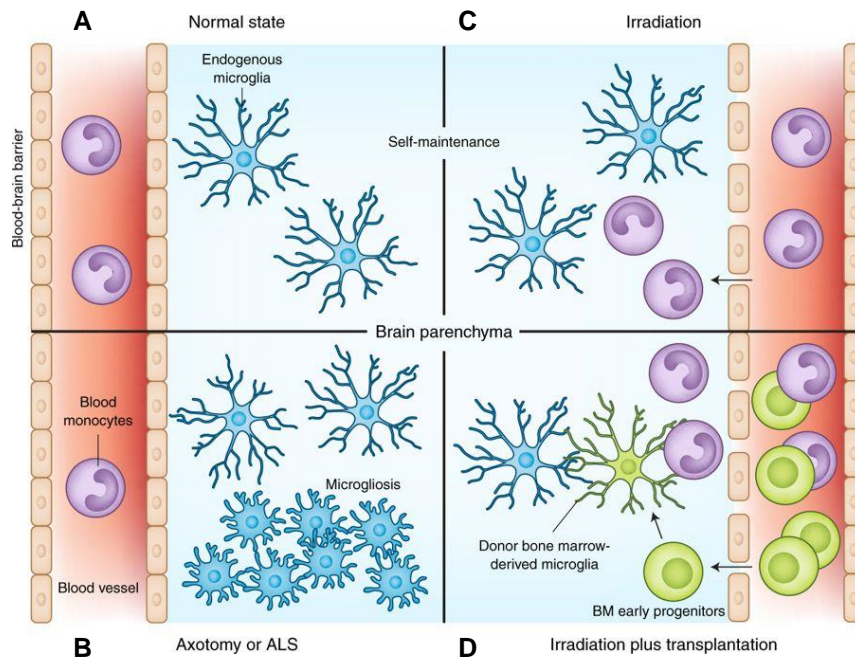 A
Normal state
C
Irradiation
Endogenous
microglia
Self-maintenance
Blood-brain barrier
Brain parenchyma
Blood
monocytes
Microgliosis
Donor bone marrow-
derived microglia
Blood vessel
BM early progenitors
B
Axotomy or ALS
D
Irradiation plus transplantation